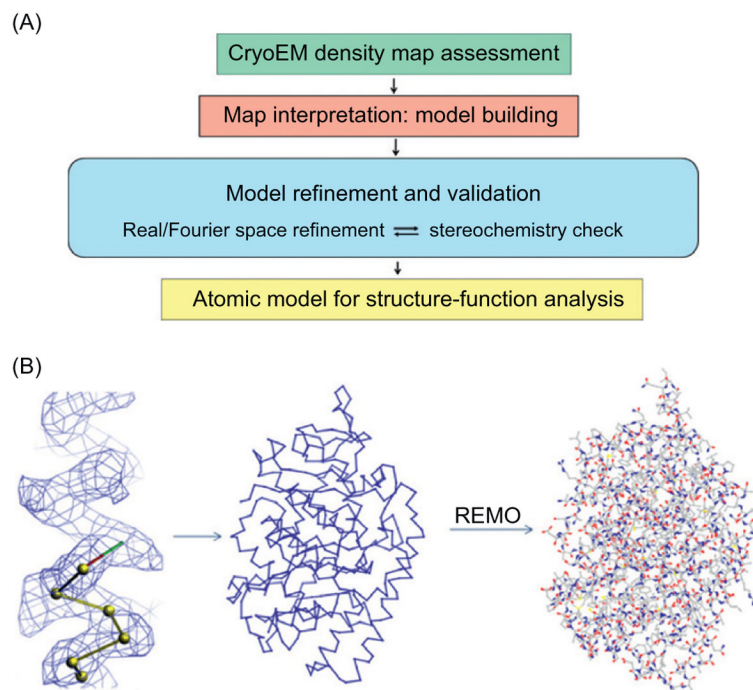 (A)
CryoEM density map assessment
Map interpretation: model building
Model refinement and validation
Real/Fourier space refinement ⇌ stereochemistry check
Atomic model for structure-function analysis
(B)
REMO